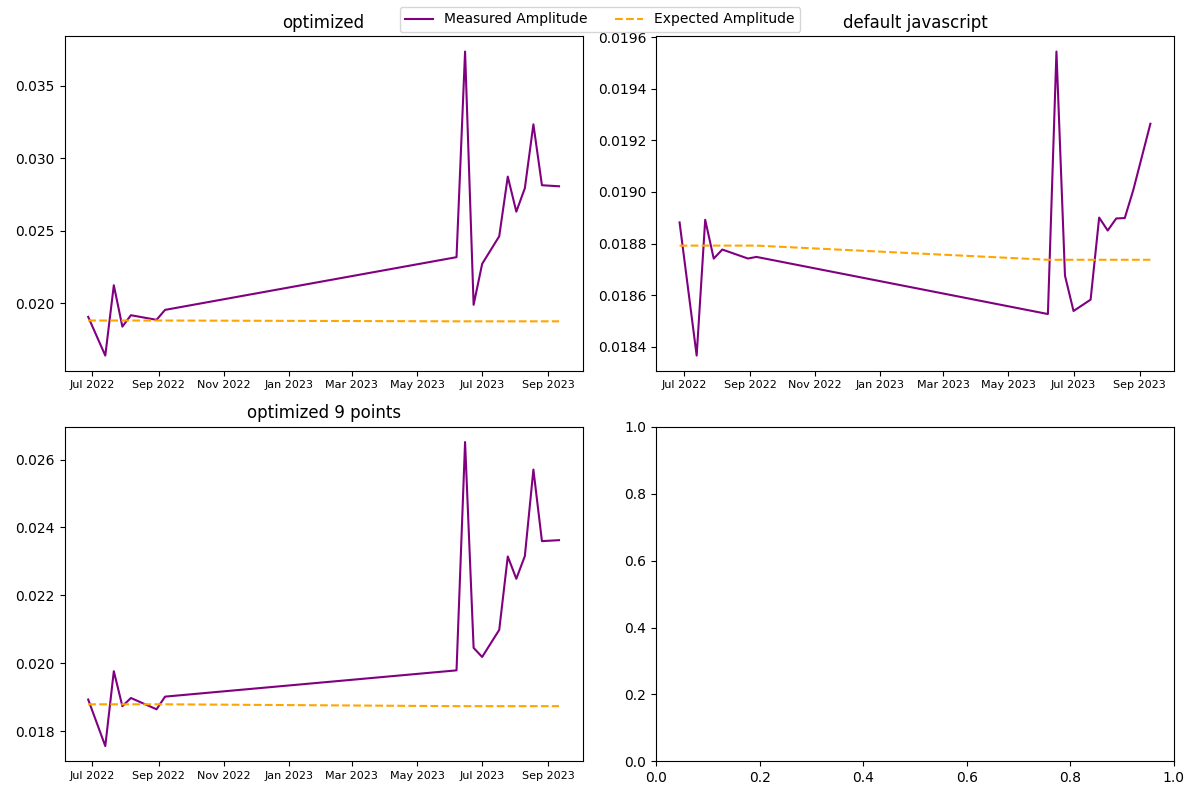 optimized
Measured Amplitude
Expected Amplitude
default javascript
0.035
0.030
0.025
0.020
Jul 2022 Sep 2022 Nov 2022 Jan 2023 Mar 2023 May 2023 Jul 2023 Sep 2023
0.0196
0.0194
0.0192
0.0190
0.0188
0.0186
0.0184
Jul 2022 Sep 2022 Nov 2022 Jan 2023 Mar 2023 May 2023 Jul 2023 Sep 2023
optimized 9 points
0.026
0.024
0.022
0.020
0.018
Jul 2022 Sep 2022 Nov 2022 Jan 2023 Mar 2023 May 2023 Jul 2023 Sep 2023
1.0
0.8
0.6
0.4
0.2
0.0
0.0 0.2 0.4 0.6 0.8 1.0